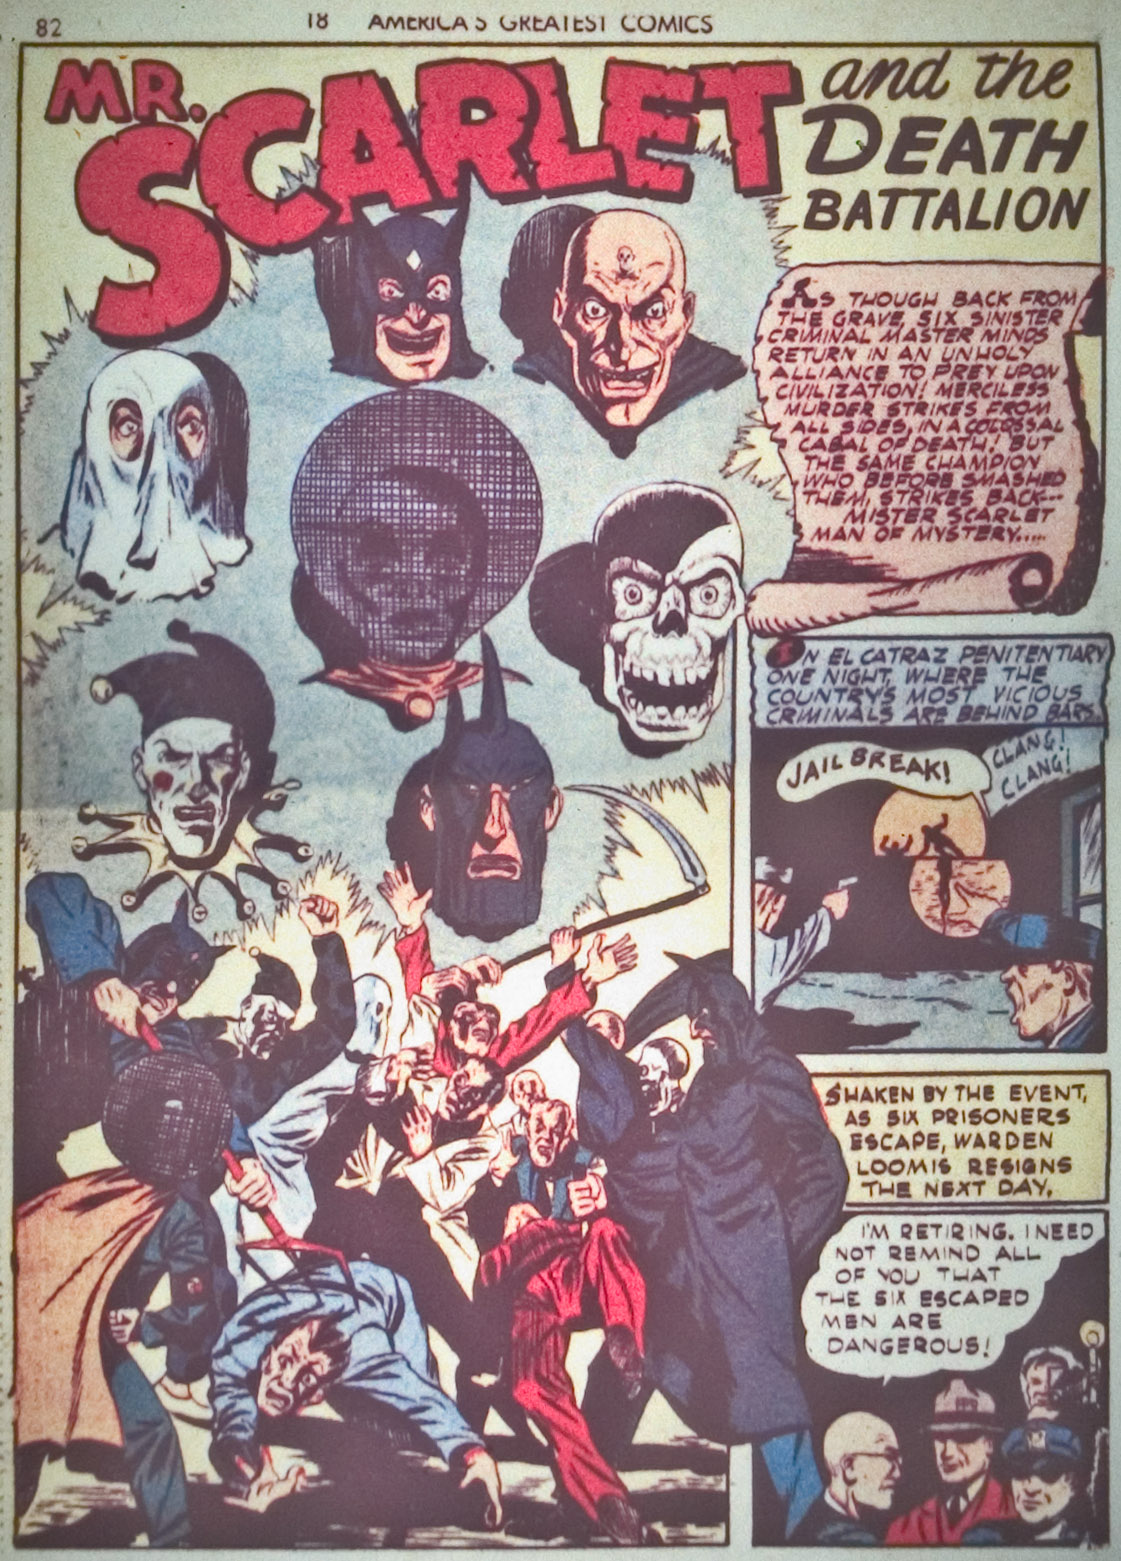 82
18 AMERICA'S GREATEST COMICS
MR.
SCARLET
and the
DEATH
BATTALION
AS THOUGH BACK FROM
THE GRAVE SIX SINISTER
CRIMINAL MASTER MINDS
RETURN IN AN UNHOLY
ALLIANCE TO PREY UPON
CIVILIZATION! MERCILESS
MURDER STRIKES FROM
ALL SIDES, IN A COLOSSAL
CABAL OF DEATH! BUT
THE SAME CHAMPION
WHO BEFORE SMASHED
THEM, STRIKES BACK--
MISTER SCARLET
MAN OF MYSTERY....
IN EL CATRAZ PENITENTIARY
ONE NIGHT, WHERE THE
COUNTRY'S MOST VICIOUS
CRIMINALS ARE BEHIND BARS.
JAIL BREAK!
CLANG!
CLANG!
SHAKEN BY THE EVENT,
AS SIX PRISONERS
ESCAPE, WARDEN
LOOMIS RESIGNS
THE NEXT DAY.
I'M RETIRING. I NEED
NOT REMIND ALL
OF YOU THAT
THE SIX ESCAPED
MEN ARE
DANGEROUS!